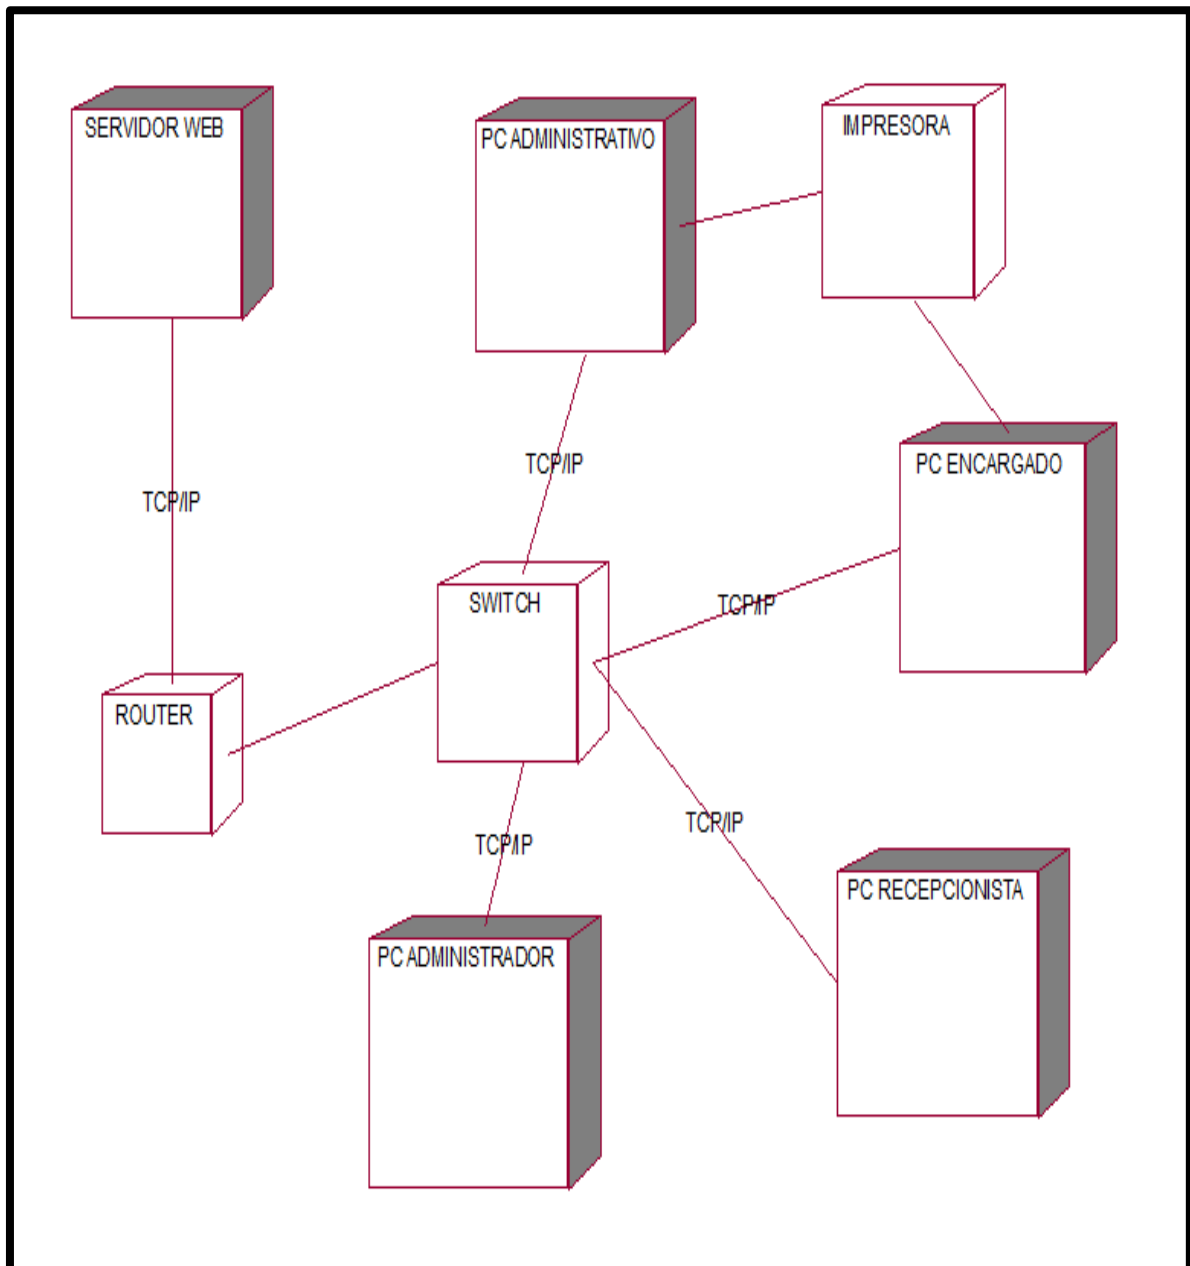 SERVIDOR WEB
PC ADMINISTRATIVO
IMPRESORA
TCP/IP
TCP/IP
PC ENCARGADO
SWITCH
TCP/IP
ROUTER
TCP/IP
TCP/IP
PC RECEPCIONISTA
PC ADMINISTRADOR